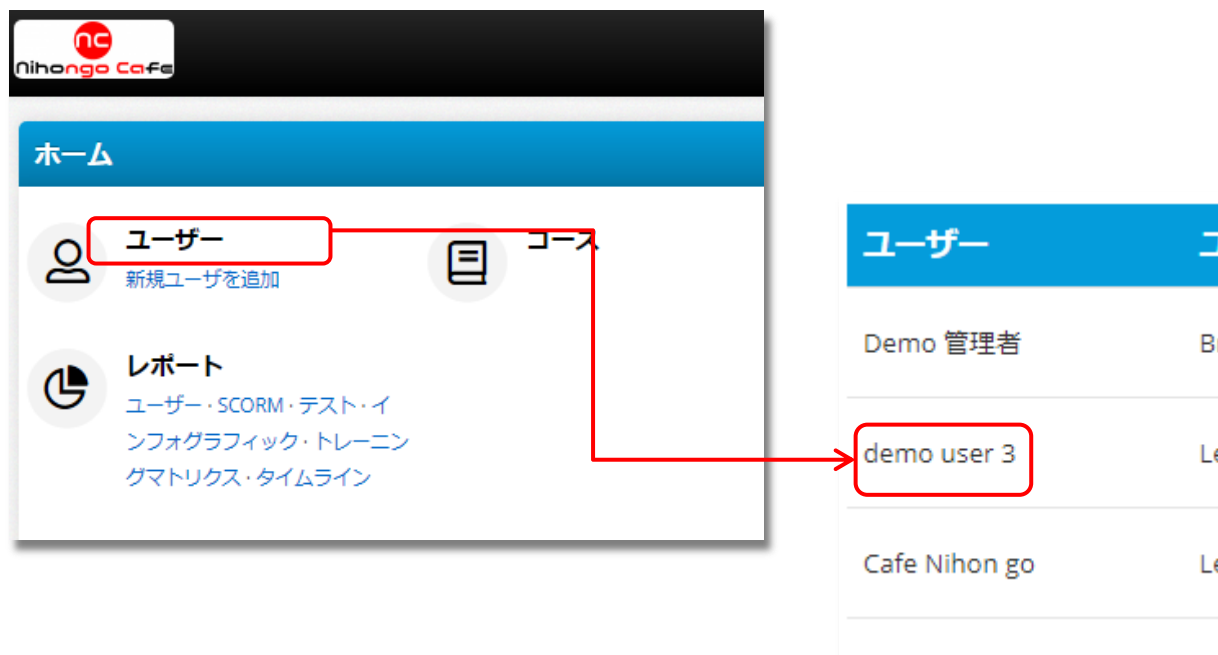 nc
Nihongo Cafe
ホーム
ユーザー
新規ユーザを追加
コース
レポート
ユーザー · SCORM · テスト · イ
ンフォグラフィック · トレーニン
グマトリクス · タイムライン
ユーザー
Demo 管理者
demo user 3
Le
Cafe Nihon go
Le